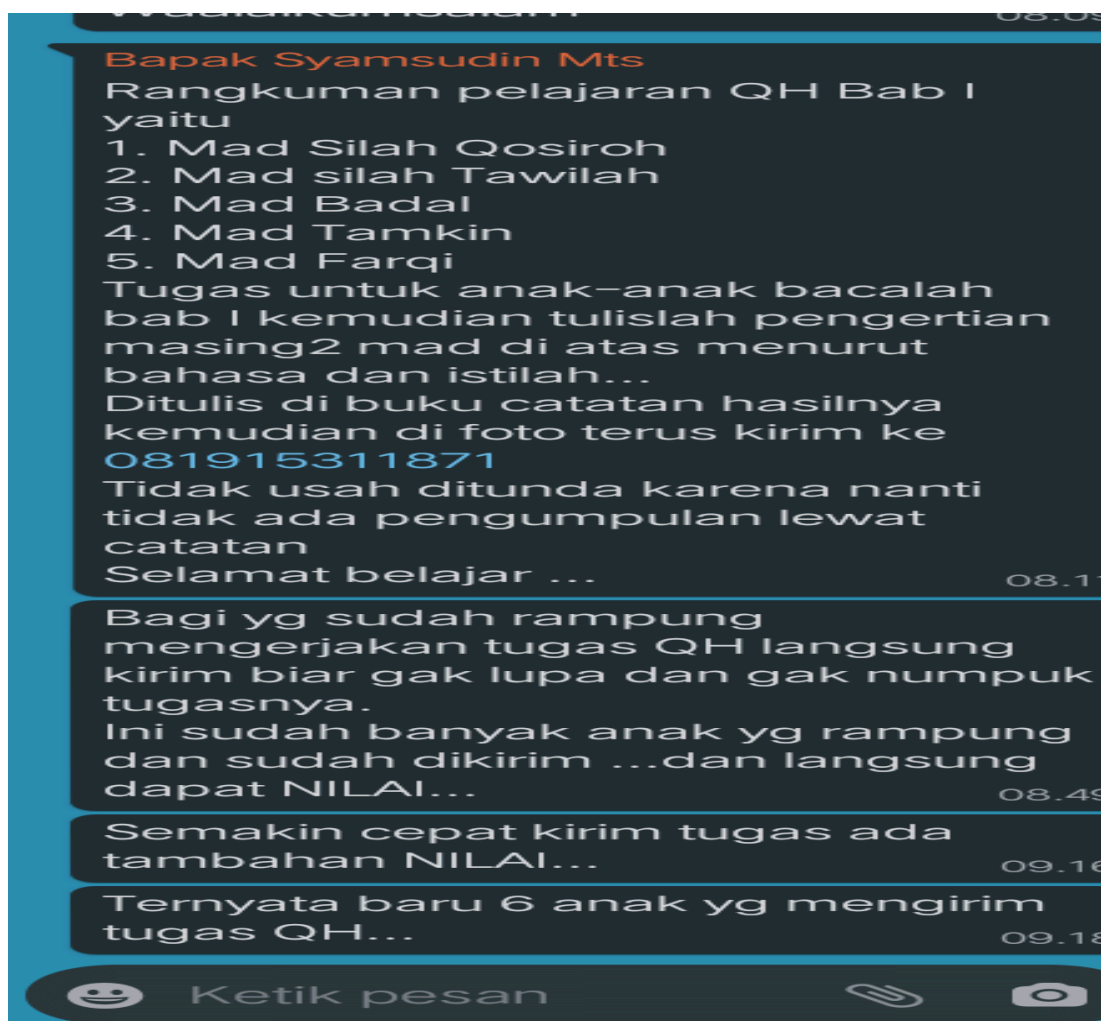 Bapak Syamsudin Mts
Rangkuman pelajaran QH Bab I
yaitu
1. Mad Silah Qosiroh
2. Mad silah Tawilah
3. Mad Badal
4. Mad Tamkin
5. Mad Farqi
Tugas untuk anak-anak bacalah
bab I kemudian tulislah pengertian
masing2 mad di atas menurut
bahasa dan istilah...
Ditulis di buku catatan hasilnya
kemudian di foto terus kirim ke
081915311871
Tidak usah ditunda karena nanti
tidak ada pengumpulan lewat
catatan
Selamat belajar ...
Bagi yg sudah rampung
mengerjakan tugas QH langsung
kirim biar gak lupa dan gak numpuk
tugasnya.
Ini sudah banyak anak yg rampung
dan sudah dikirim ...dan langsung
dapat NILAI...
Semakin cepat kirim tugas ada
tambahan NILAI...
Ternyata baru 6 anak yg mengirim
tugas QH...
Ketik pesan